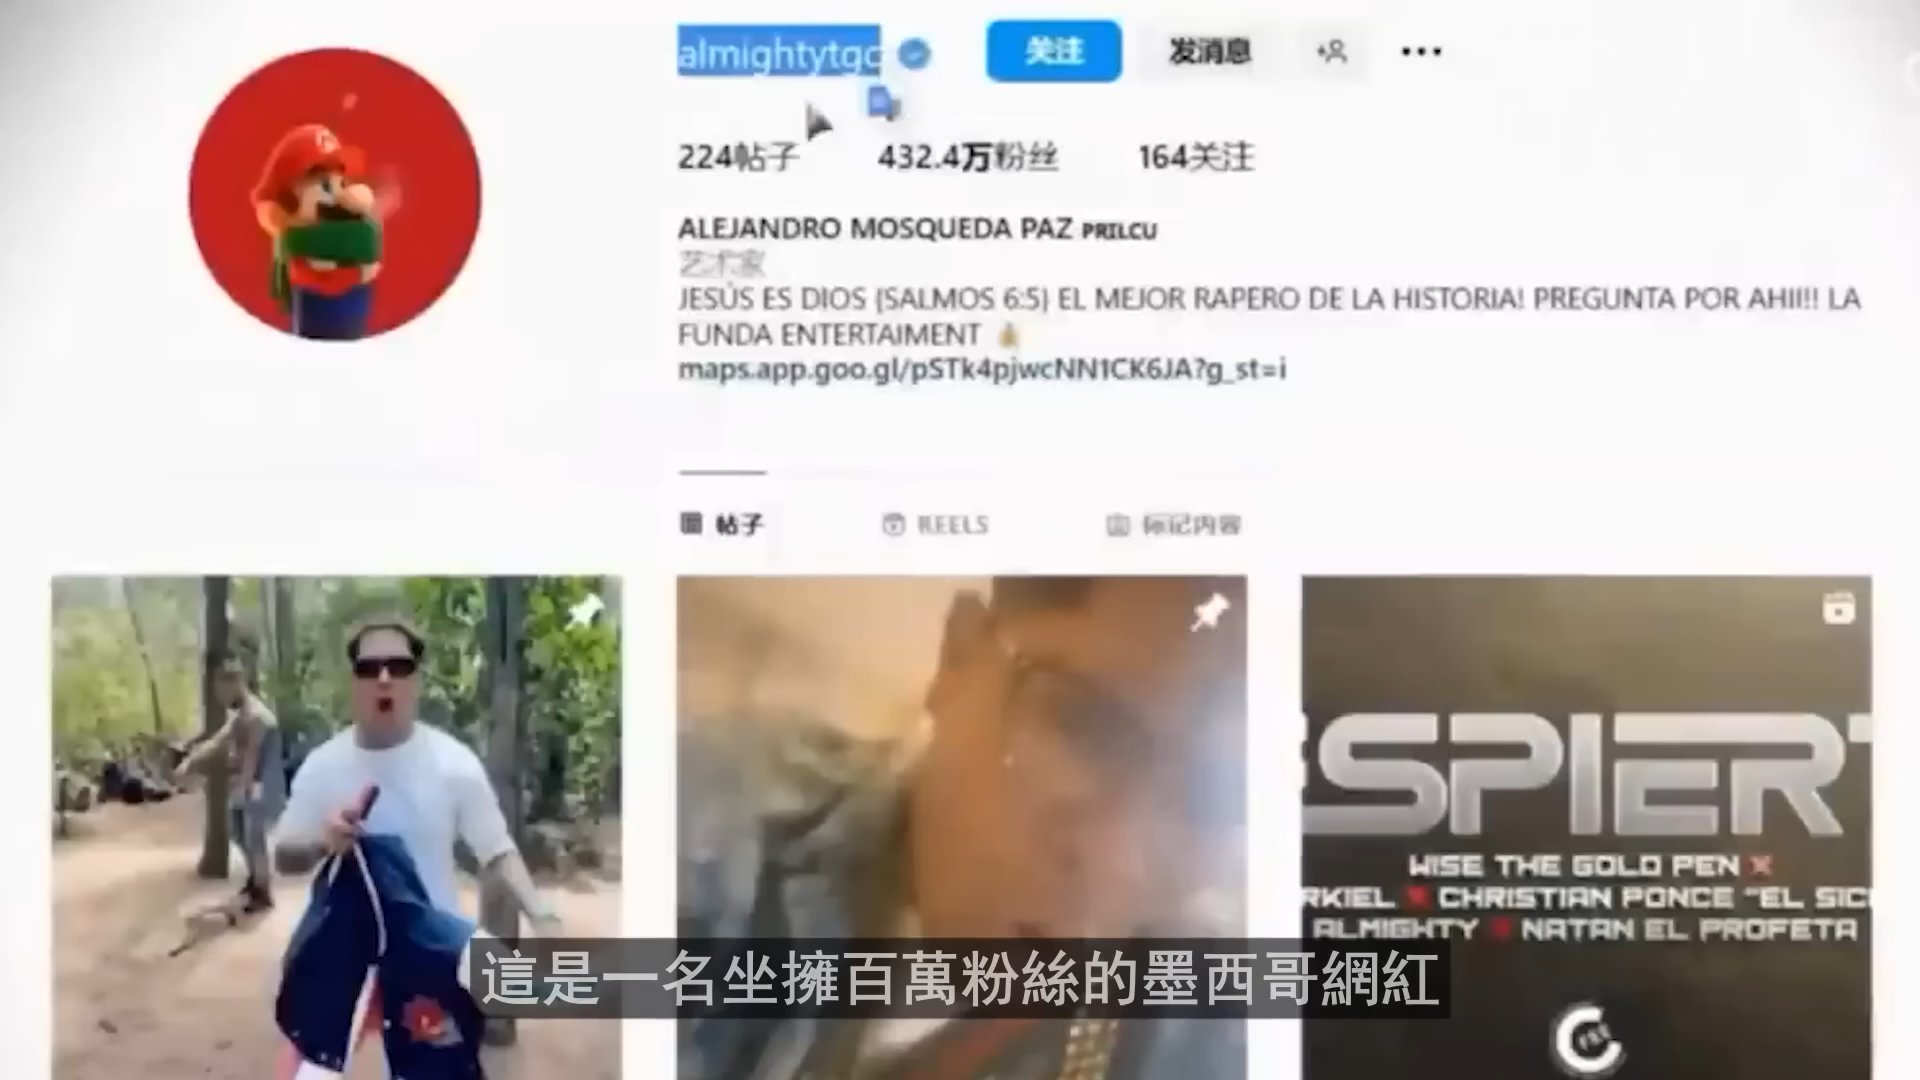 almightytgc
关注
发消息
224帖子 432.4万粉丝 164关注
ALEJANDRO MOSQUEDA PAZ PRILCU
艺术家
JESÚS ES DIOS (SALMOS 6:5) EL MEJOR RAPERO DE LA HISTORIA! PREGUNTA POR AHII!! LA
FUNDA ENTERTAIMENT
maps.app.goo.gl/pSTk4pjwcNN1CK6JA?g_st=i
帖子 REELS 标记内容
ESPIERT
WISE THE GOLD PEN X
RKIEL X CHRISTIAN PONCE "EL SIC
ALMIGHTY X NATAN EL PROFETA
這是一名坐擁百萬粉絲的墨西哥網紅